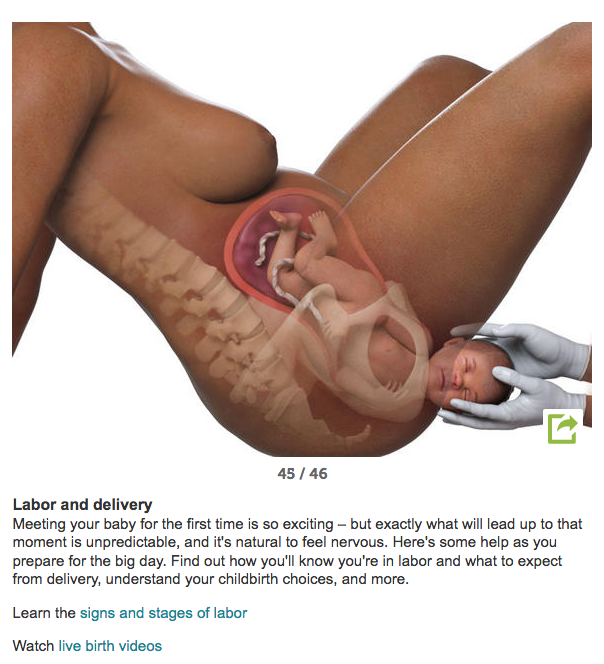 45 / 46
Labor and delivery
Meeting your baby for the first time is so exciting – but exactly what will lead up to that
moment is unpredictable, and it's natural to feel nervous. Here's some help as you
prepare for the big day. Find out how you'll know you're in labor and what to expect
from delivery, understand your childbirth choices, and more.
Learn the signs and stages of labor
Watch live birth videos